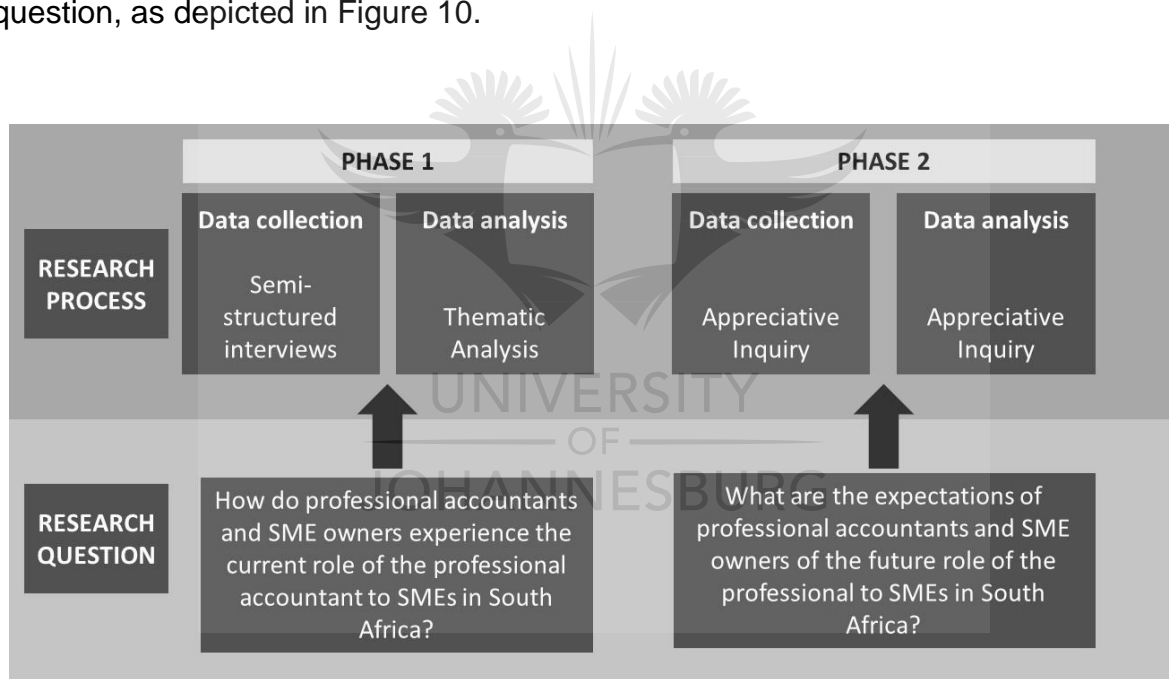 question, as depicted in Figure 10.
PHASE 1
PHASE 2
RESEARCH
PROCESS
Data collection
Semi-
structured
interviews
Data analysis
Thematic
Analysis
Data collection
Appreciative
Inquiry
Data analysis
Appreciative
Inquiry
UNIVERSITY
OF
JOHANNESBURG
RESEARCH
QUESTION
How do professional accountants
and SME owners experience the
current role of the professional
accountant to SMEs in South
Africa?
What are the expectations of
professional accountants and SME
owners of the future role of the
professional to SMEs in South
Africa?